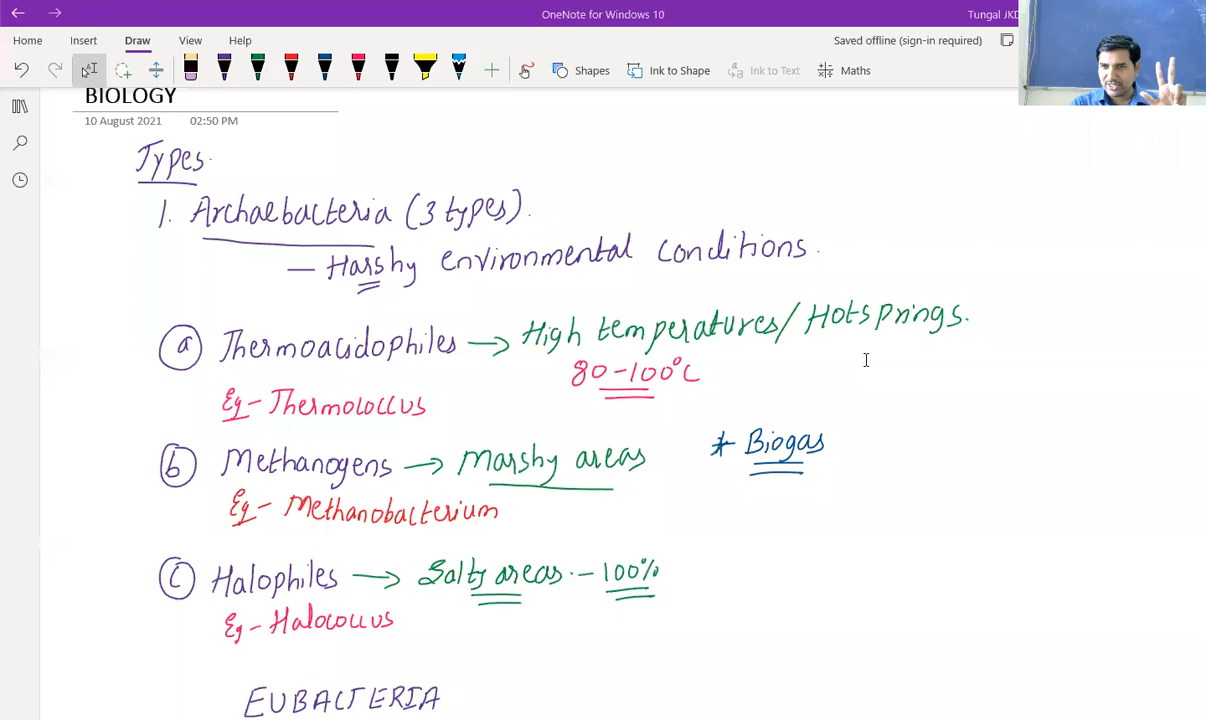 OneNote for Windows 10
Tungal JKD
Home Insert Draw View Help
Saved offline (sign-in required)
Shapes Ink to Shape Ink to Text Maths
BIOLOGY
10 August 2021 02:50 PM
Types.
1. Archaebacteria (3 types).
— Harshy environmental conditions.
a Thermoacidophiles → High temperatures/Hotsprings.
80-100°C
Eg- Thermococcus
b Methanogens → Marshy areas * Biogas
Eg- Methanobacterium
c Halophiles → Salty areas. - 100%
Eg- Halococcus
EUBACTERIA